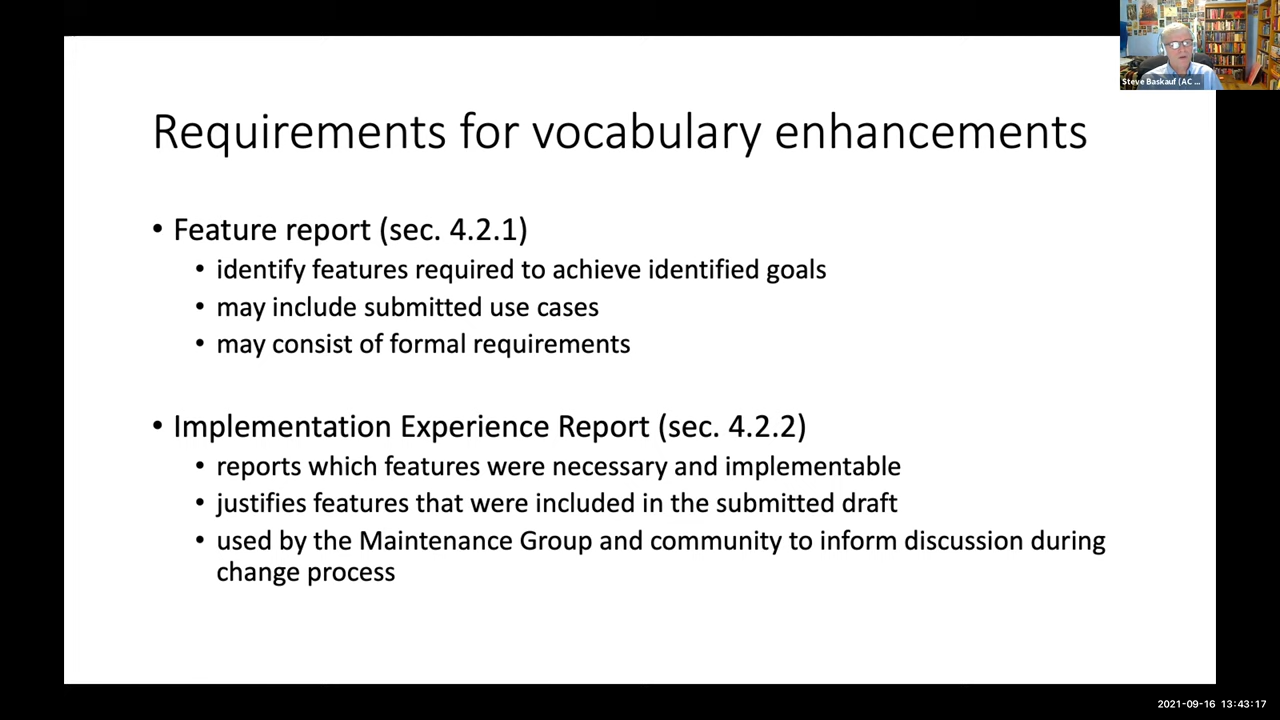 Steve Baskauf (AC ...
Requirements for vocabulary enhancements
• Feature report (sec. 4.2.1)
• identify features required to achieve identified goals
• may include submitted use cases
• may consist of formal requirements
• Implementation Experience Report (sec. 4.2.2)
• reports which features were necessary and implementable
• justifies features that were included in the submitted draft
• used by the Maintenance Group and community to inform discussion during
change process
2021-09-16 13:43:17